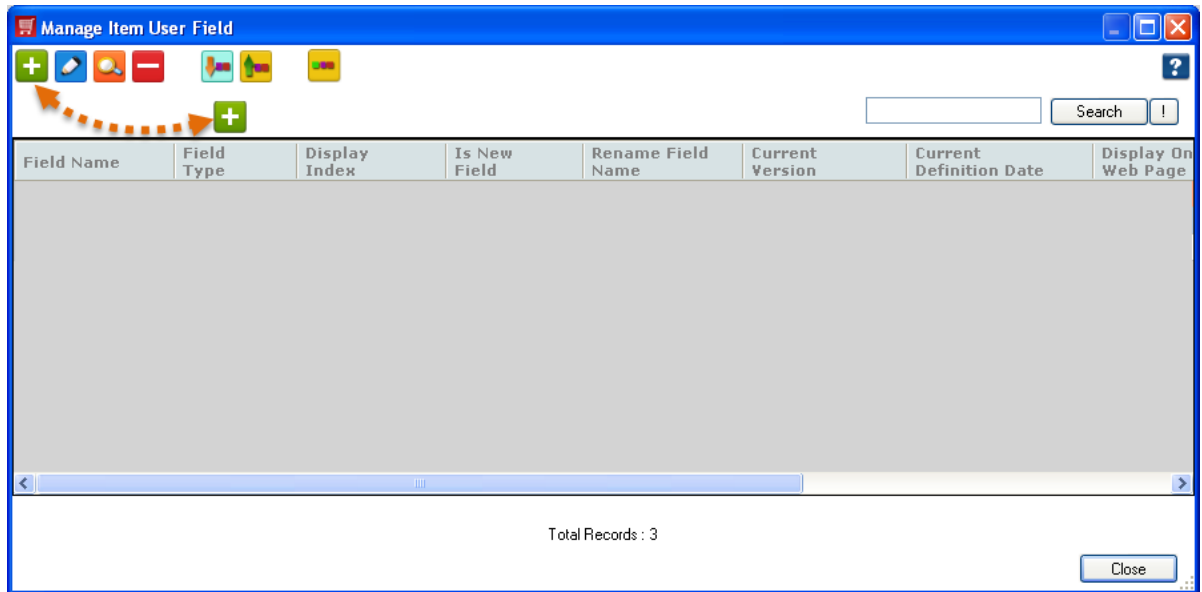 Manage Item User Field
?
Search
!
Field Name
Field Type
Display Index
Is New Field
Rename Field Name
Current Version
Current Definition Date
Display On Web Page
Total Records : 3
Close